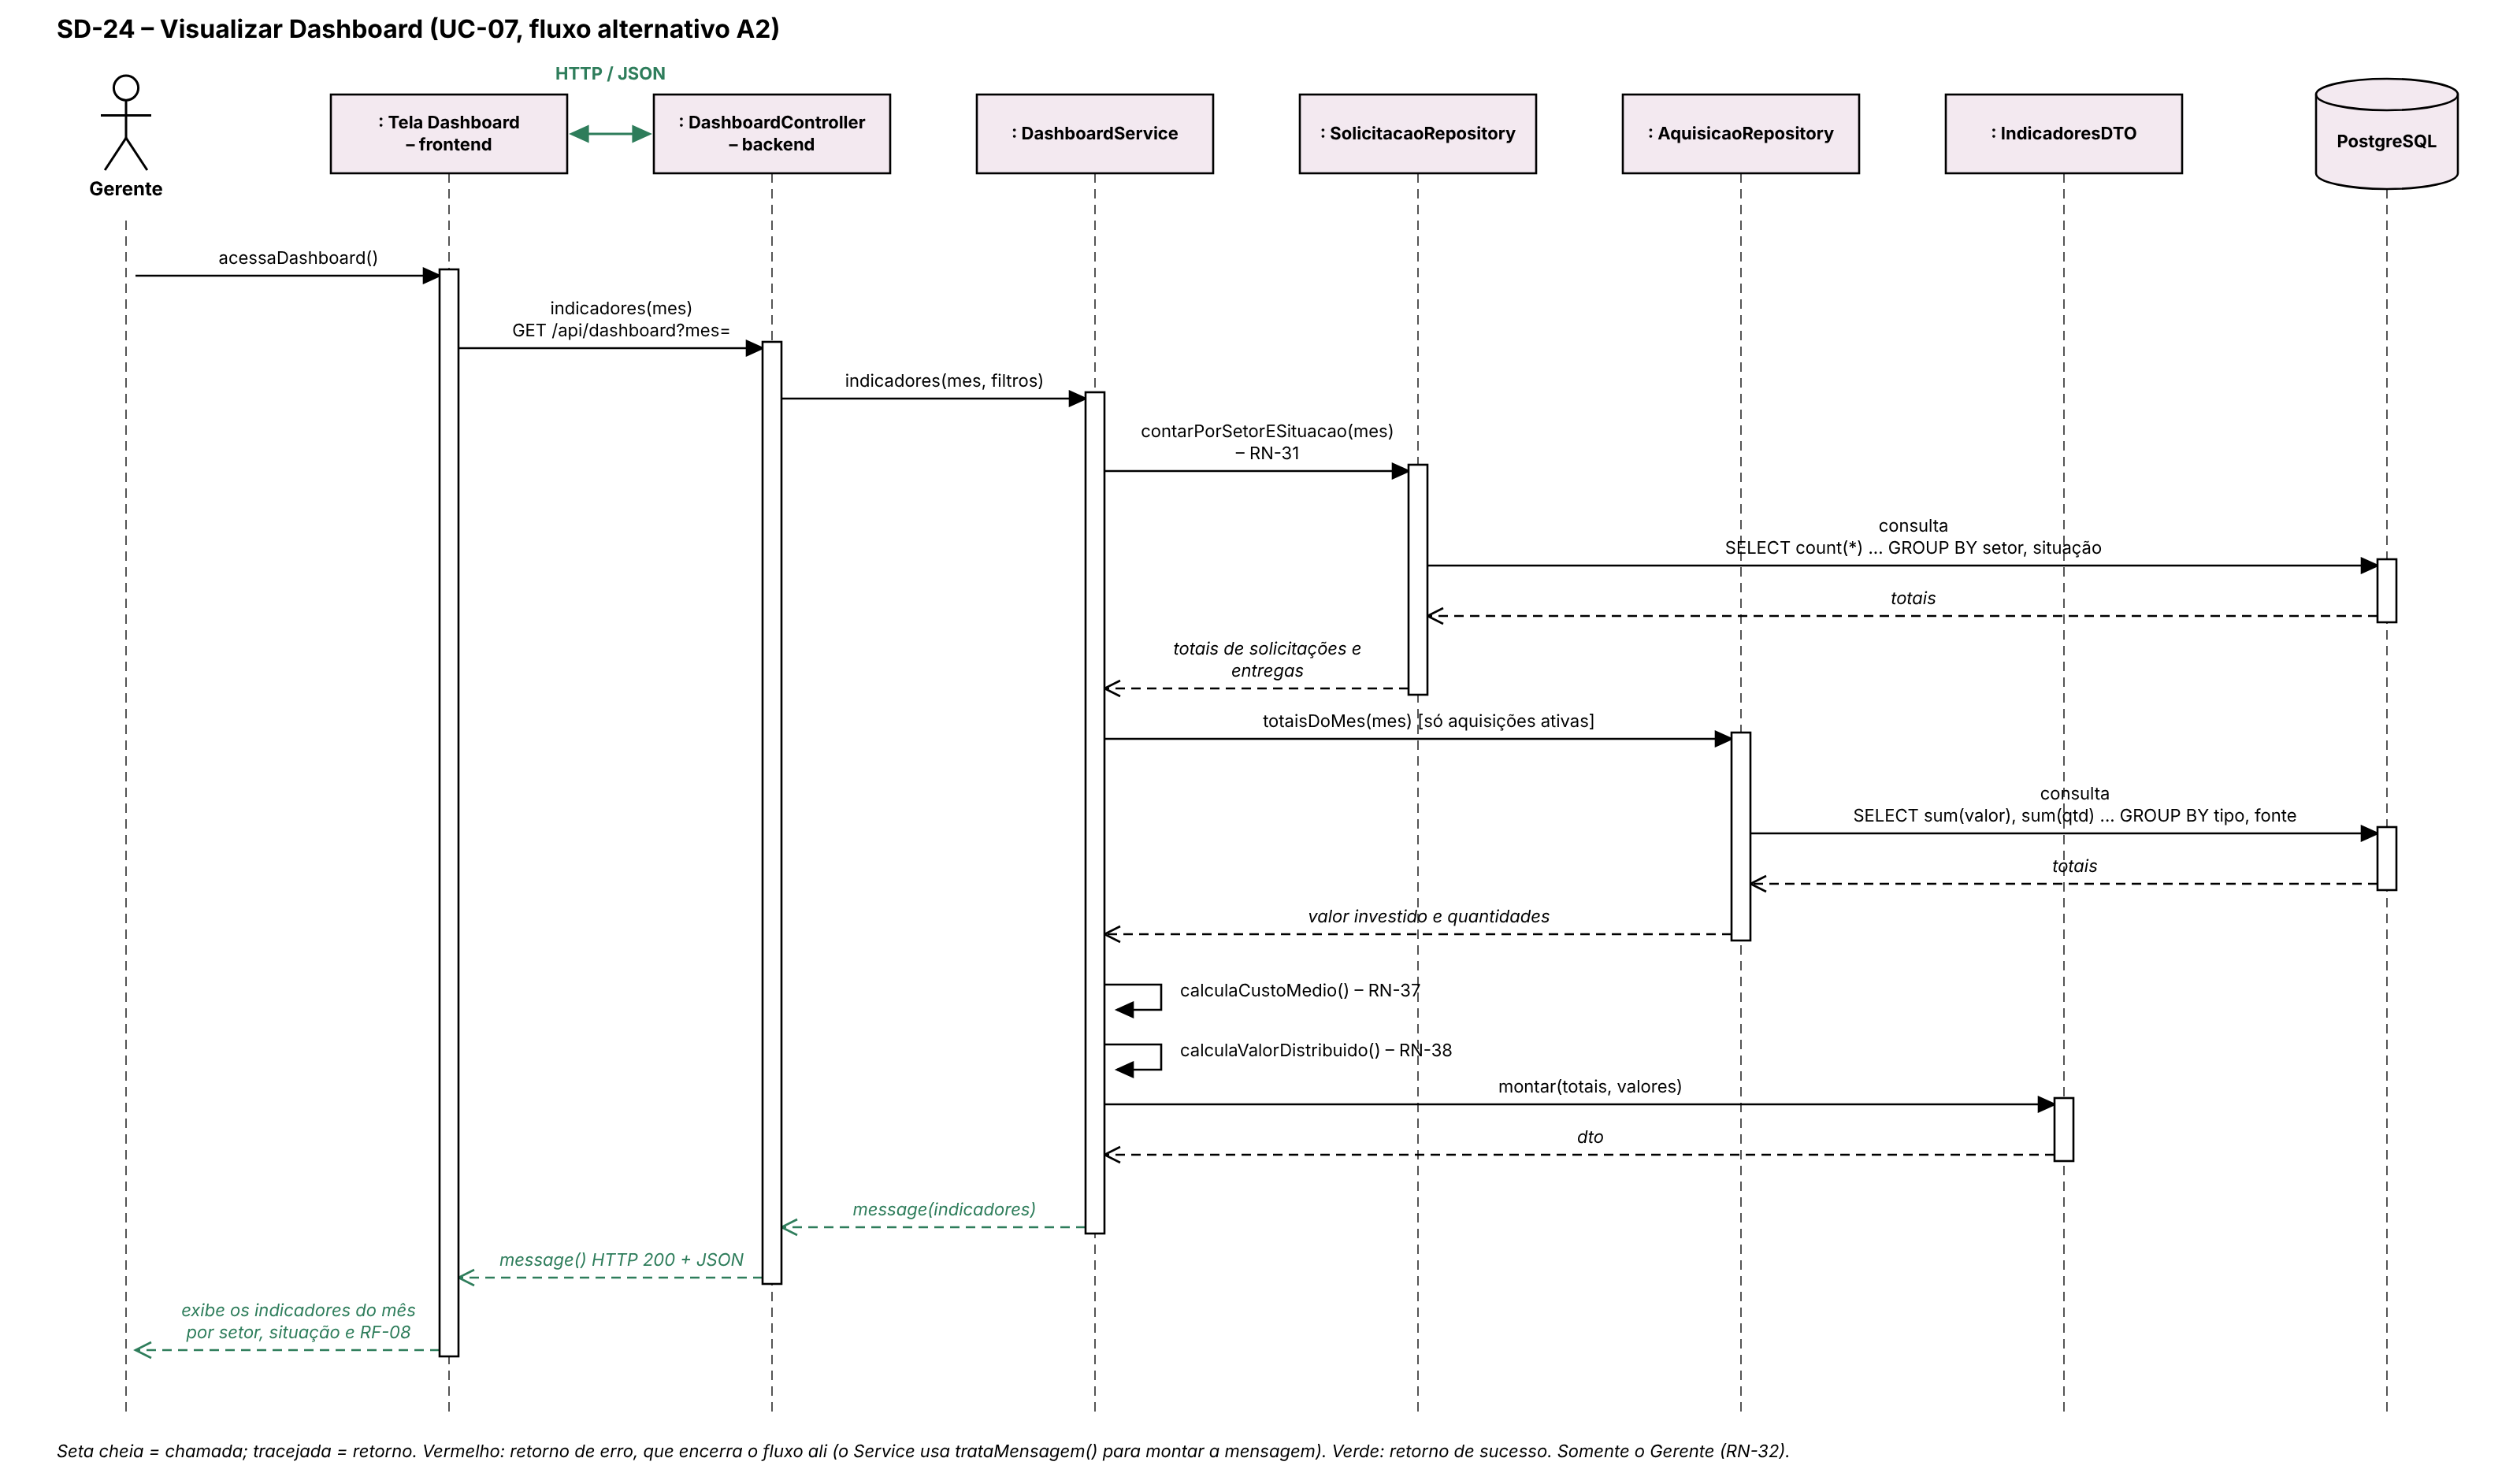 SD-24 – Visualizar Dashboard (UC-07, fluxo alternativo A2)
HTTP / JSON
Gerente
: Tela Dashboard
– frontend
: DashboardController
– backend
: DashboardService
: SolicitacaoRepository
: AquisicaoRepository
: IndicadoresDTO
PostgreSQL
acessaDashboard()
indicadores(mes)
GET /api/dashboard?mes=
indicadores(mes, filtros)
contarPorSetorESituacao(mes)
– RN-31
consulta
SELECT count(*) ... GROUP BY setor, situação
totais
totais de solicitações e
entregas
totaisDoMes(mes) [só aquisições ativas]
consulta
SELECT sum(valor), sum(qtd) ... GROUP BY tipo, fonte
totais
valor investido e quantidades
calculaCustoMedio() – RN-37
calculaValorDistribuido() – RN-38
montar(totais, valores)
dto
message(indicadores)
message() HTTP 200 + JSON
exibe os indicadores do mês
por setor, situação e RF-08
Seta cheia = chamada; tracejada = retorno. Vermelho: retorno de erro, que encerra o fluxo ali (o Service usa trataMensagem() para montar a mensagem). Verde: retorno de sucesso. Somente o Gerente (RN-32).